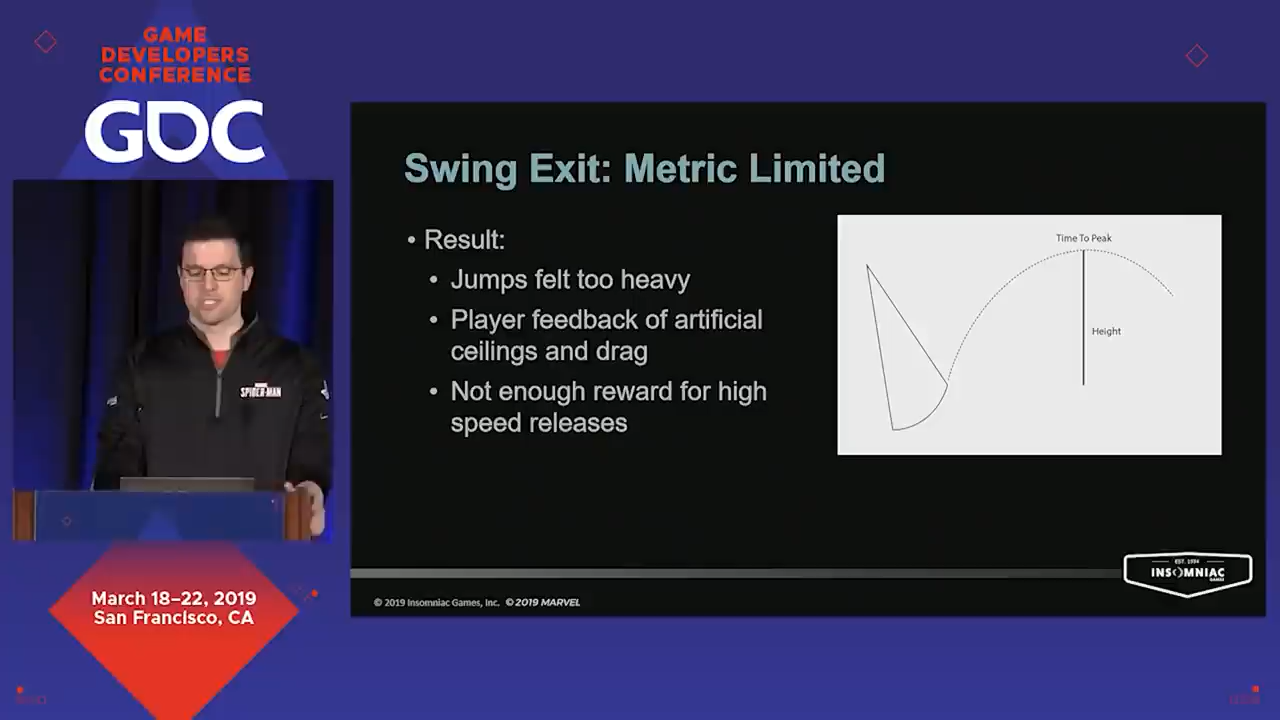 GAME
DEVELOPERS
CONFERENCE
GDC
MARVEL
SPIDER-MAN
March 18–22, 2019
San Francisco, CA
Swing Exit: Metric Limited
• Result:
• Jumps felt too heavy
• Player feedback of artificial
ceilings and drag
• Not enough reward for high
speed releases
Time To Peak
Height
EST. 1994
INSOMNIAC
GAMES
© 2019 Insomniac Games, Inc. © 2019 MARVEL